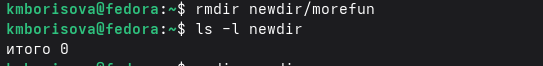 kmborisova@fedora:~$ rmdir newdir/morefun
kmborisova@fedora:~$ ls -l newdir
итого 0